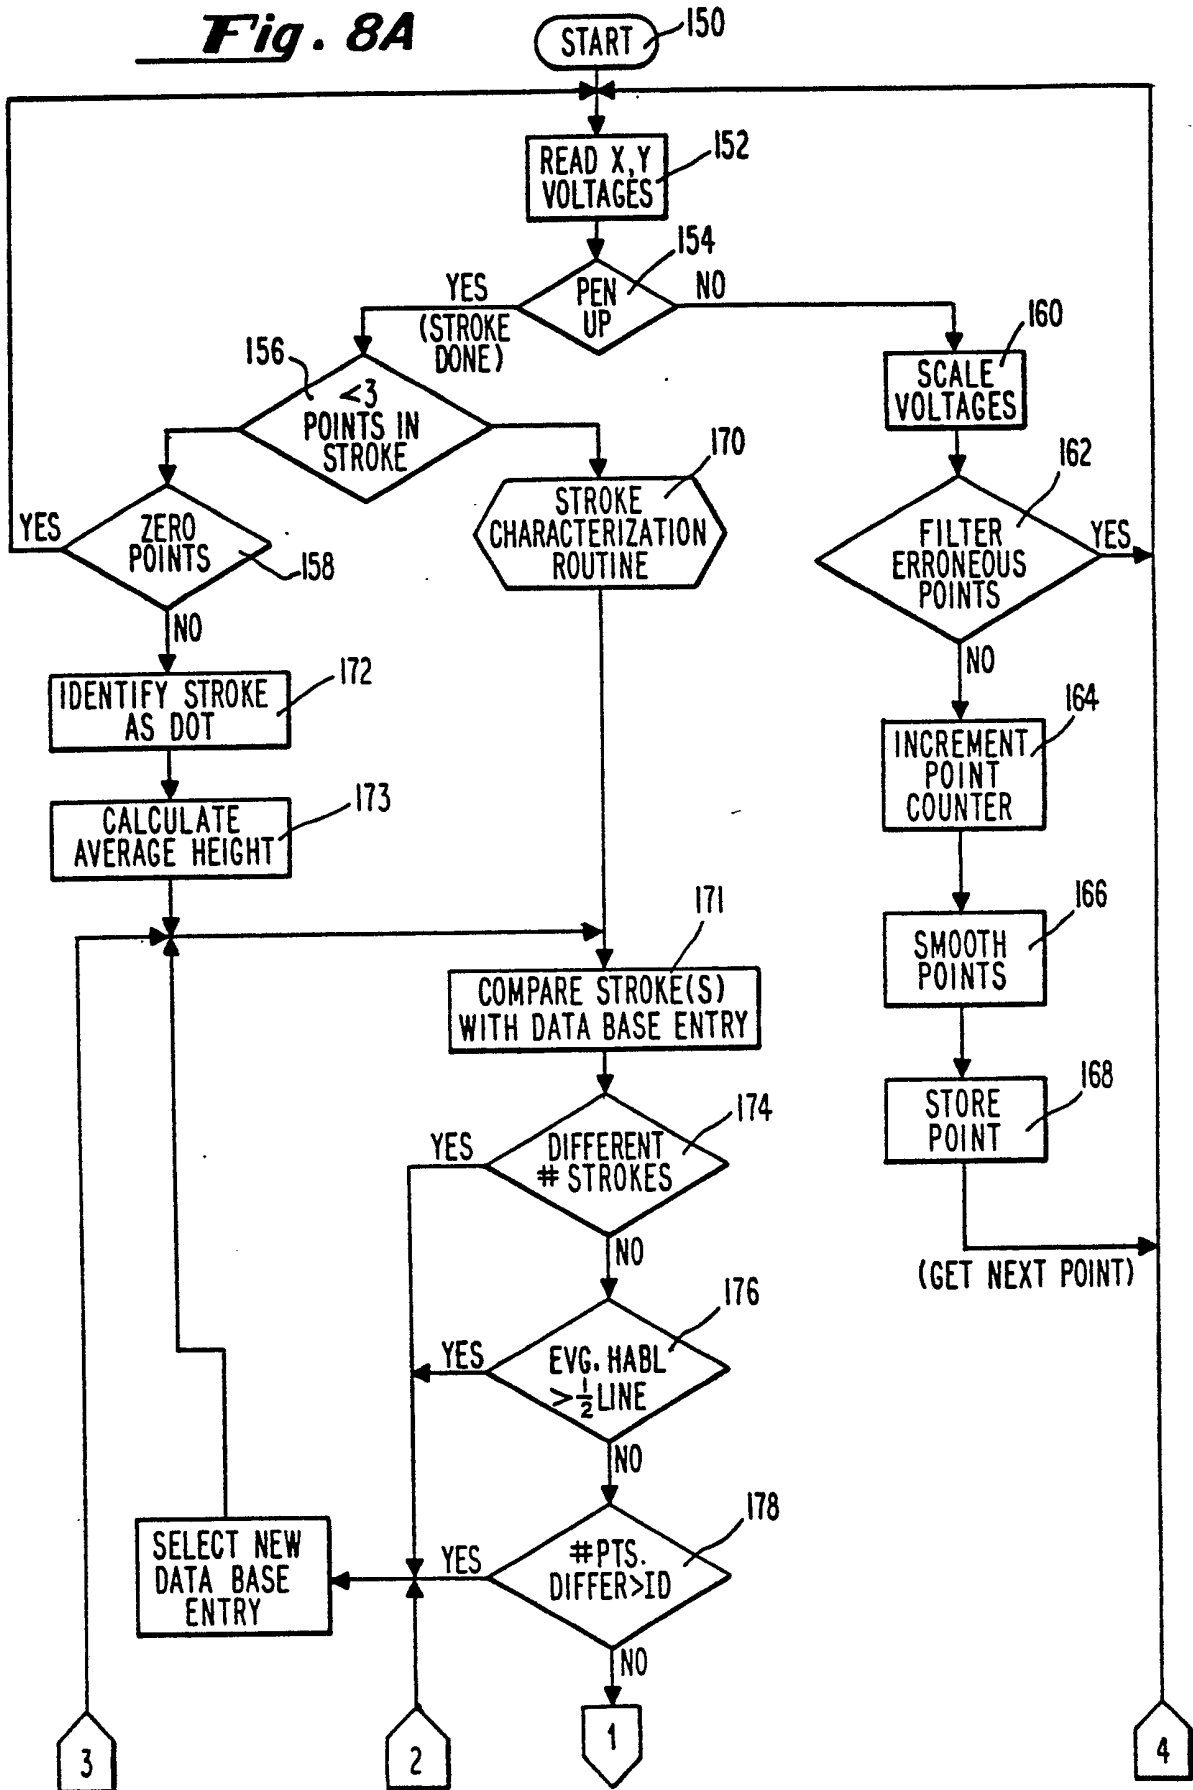 Fig. 8A
START
150
READ X,Y
VOLTAGES
152
154
PEN
UP
YES
(STROKE
DONE)
NO
156
<3
POINTS IN
STROKE
160
SCALE
VOLTAGES
170
STROKE
CHARACTERIZATION
ROUTINE
162
FILTER
ERRONEOUS
POINTS
YES
NO
YES
ZERO
POINTS
158
NO
172
IDENTIFY STROKE
AS DOT
173
CALCULATE
AVERAGE HEIGHT
164
INCREMENT
POINT
COUNTER
166
SMOOTH
POINTS
168
STORE
POINT
(GET NEXT POINT)
171
COMPARE STROKE(S)
WITH DATA BASE ENTRY
174
YES
DIFFERENT
# STROKES
NO
176
YES
EVG. HABL
>1/2 LINE
NO
178
YES
#PTS.
DIFFER>ID
NO
SELECT NEW
DATA BASE
ENTRY
3
2
1
4